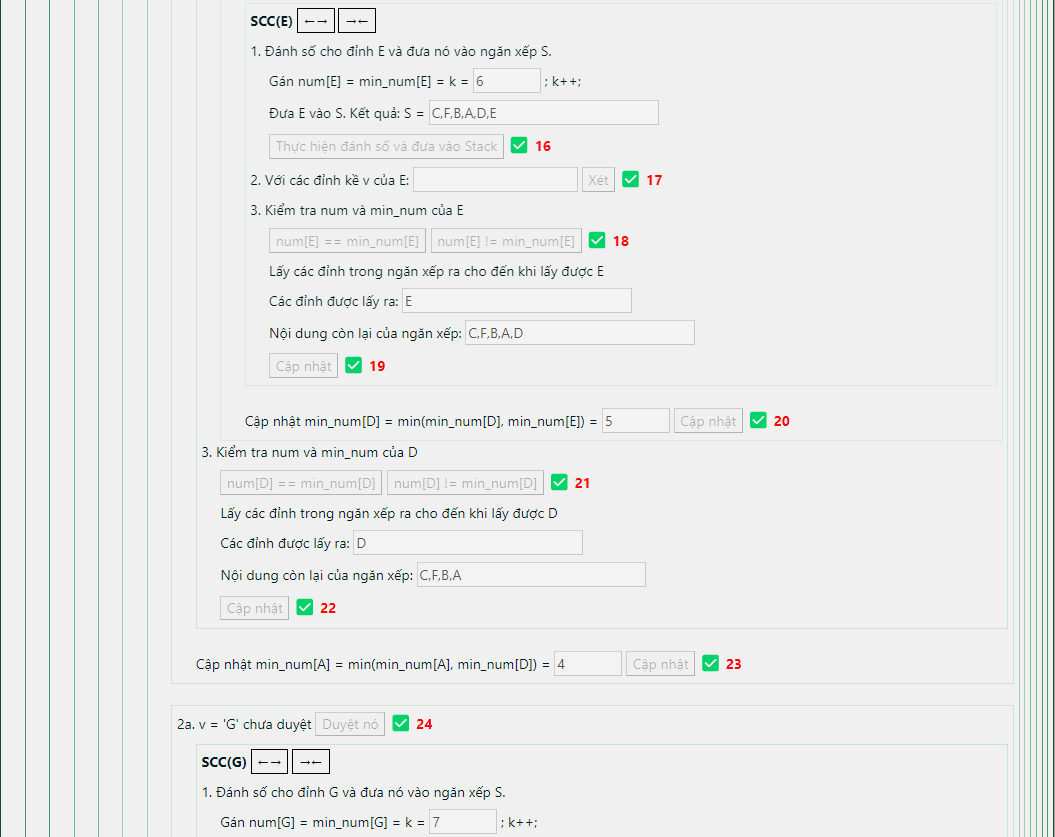 SCC(E) ←→ →←
1. Đánh số cho đỉnh E và đưa nó vào ngăn xếp S.
Gán num[E] = min_num[E] = k = 6 ; k++;
Đưa E vào S. Kết quả: S = C,F,B,A,D,E
Thực hiện đánh số và đưa vào Stack ✅ 16
2. Với các đỉnh kề v của E: Xét ✅ 17
3. Kiểm tra num và min_num của E
num[E] == min_num[E] num[E] != min_num[E] ✅ 18
Lấy các đỉnh trong ngăn xếp ra cho đến khi lấy được E
Các đỉnh được lấy ra: E
Nội dung còn lại của ngăn xếp: C,F,B,A,D
Cập nhật ✅ 19
Cập nhật min_num[D] = min(min_num[D], min_num[E]) = 5 Cập nhật ✅ 20
3. Kiểm tra num và min_num của D
num[D] == min_num[D] num[D] != min_num[D] ✅ 21
Lấy các đỉnh trong ngăn xếp ra cho đến khi lấy được D
Các đỉnh được lấy ra: D
Nội dung còn lại của ngăn xếp: C,F,B,A
Cập nhật ✅ 22
Cập nhật min_num[A] = min(min_num[A], min_num[D]) = 4 Cập nhật ✅ 23
2a. v = 'G' chưa duyệt Duyệt nó ✅ 24
SCC(G) ←→ →←
1. Đánh số cho đỉnh G và đưa nó vào ngăn xếp S.
Gán num[G] = min_num[G] = k = 7 ; k++;